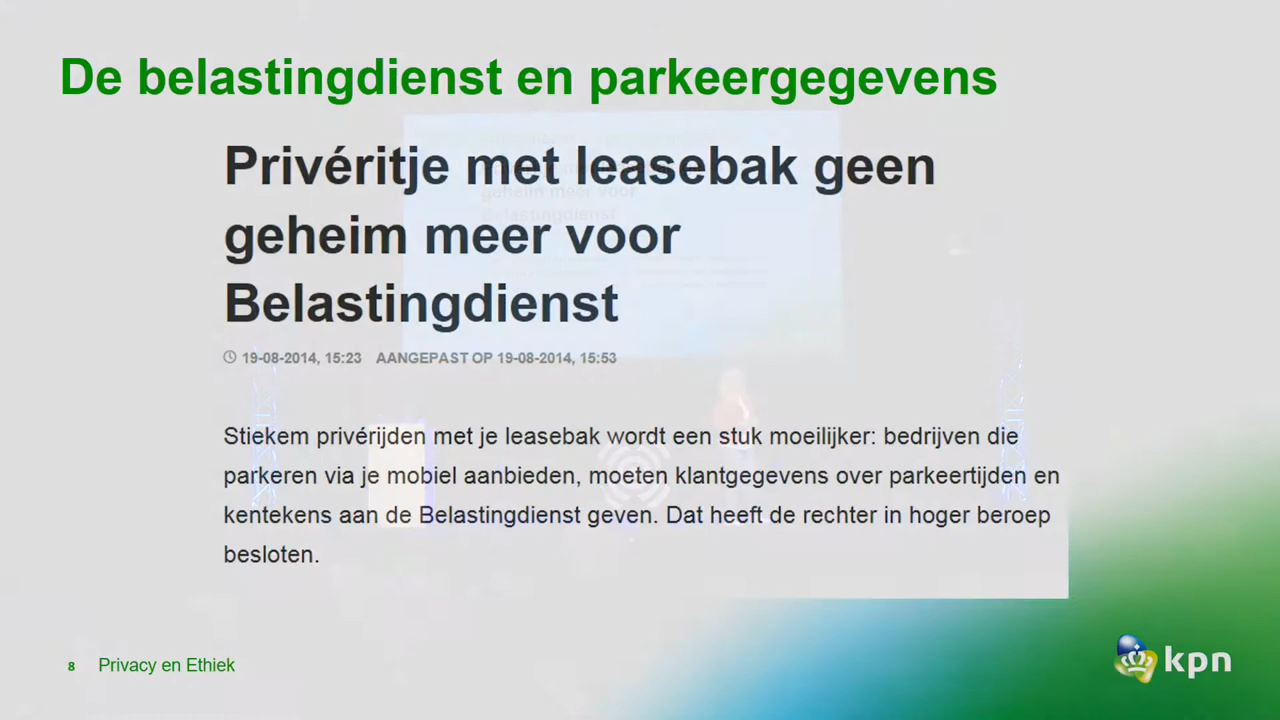 De belastingdienst en parkeergegevens
Privéritje met leasebak geen
geheim meer voor
Belastingdienst
19-08-2014, 15:23 AANGEPAST OP 19-08-2014, 15:53
Stiekem privérijden met je leasebak wordt een stuk moeilijker: bedrijven die
parkeren via je mobiel aanbieden, moeten klantgegevens over parkeertijden en
kentekens aan de Belastingdienst geven. Dat heeft de rechter in hoger beroep
besloten.
8 Privacy en Ethiek
kpn